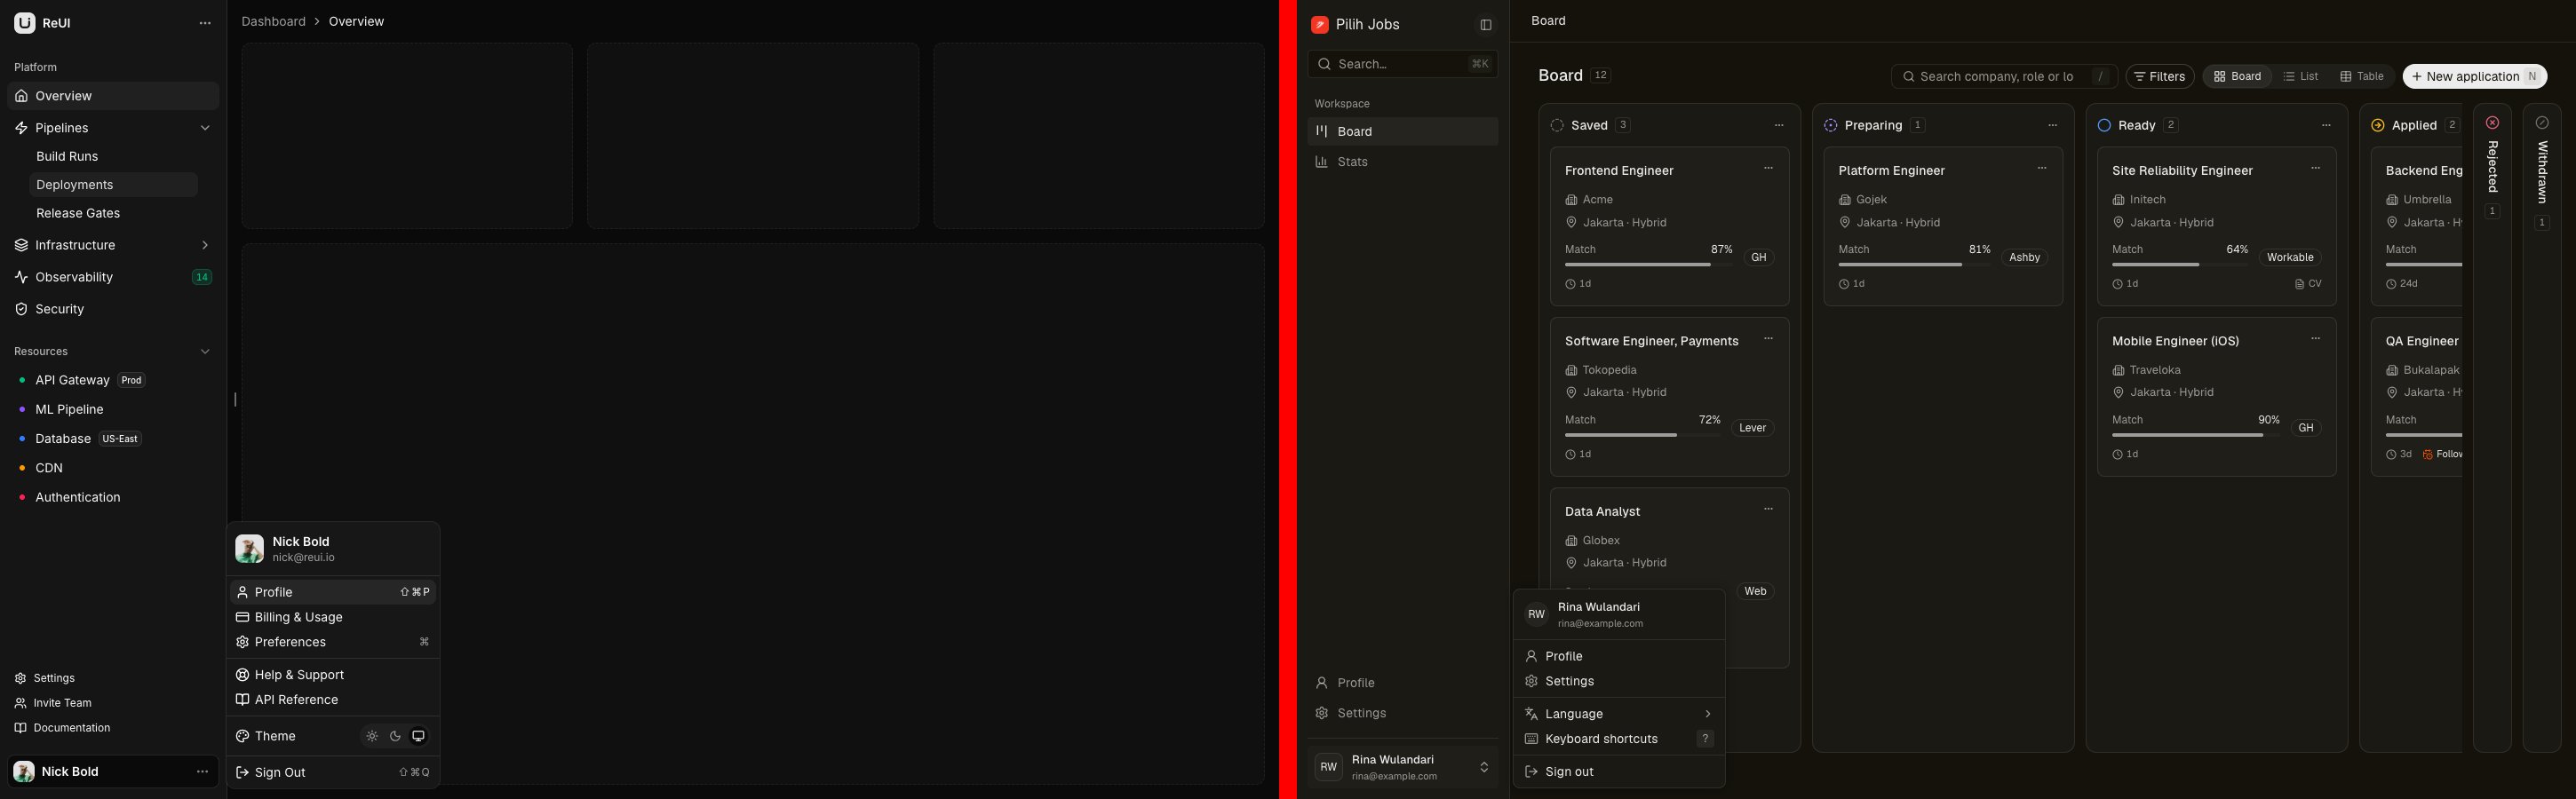 ReUI
Platform
Overview
Pipelines
Build Runs
Deployments
Release Gates
Infrastructure
Observability 14
Security
Resources
API Gateway Prod
ML Pipeline
Database US-East
CDN
Authentication
Settings
Invite Team
Documentation
Nick Bold
Dashboard > Overview
Nick Bold
nick@reui.io
Profile ⇧⌘P
Billing & Usage
Preferences ⌘
Help & Support
API Reference
Theme
Sign Out ⇧⌘Q
Pilih Jobs
Search... ⌘K
Workspace
Board
Stats
Profile
Settings
RW Rina Wulandari
rina@example.com
Board
Board 12
Search company, role or lo /
Filters
Board
List
Table
+ New application N
Saved 3
Frontend Engineer
Acme
Jakarta · Hybrid
Match 87%
GH
1d
Software Engineer, Payments
Tokopedia
Jakarta · Hybrid
Match 72%
Lever
1d
Data Analyst
Globex
Jakarta · Hybrid
Web
Preparing 1
Platform Engineer
Gojek
Jakarta · Hybrid
Match 81%
Ashby
1d
Ready 2
Site Reliability Engineer
Initech
Jakarta · Hybrid
Match 64%
Workable
1d CV
Mobile Engineer (iOS)
Traveloka
Jakarta · Hybrid
Match 90%
GH
1d
Applied 2
Backend Eng
Umbrella
Jakarta · H
Match
24d
QA Engineer
Bukalapak
Jakarta · H
Match
3d Follow
Rejected 1
Withdrawn 1
RW Rina Wulandari
rina@example.com
Profile
Settings
Language
Keyboard shortcuts ?
Sign out